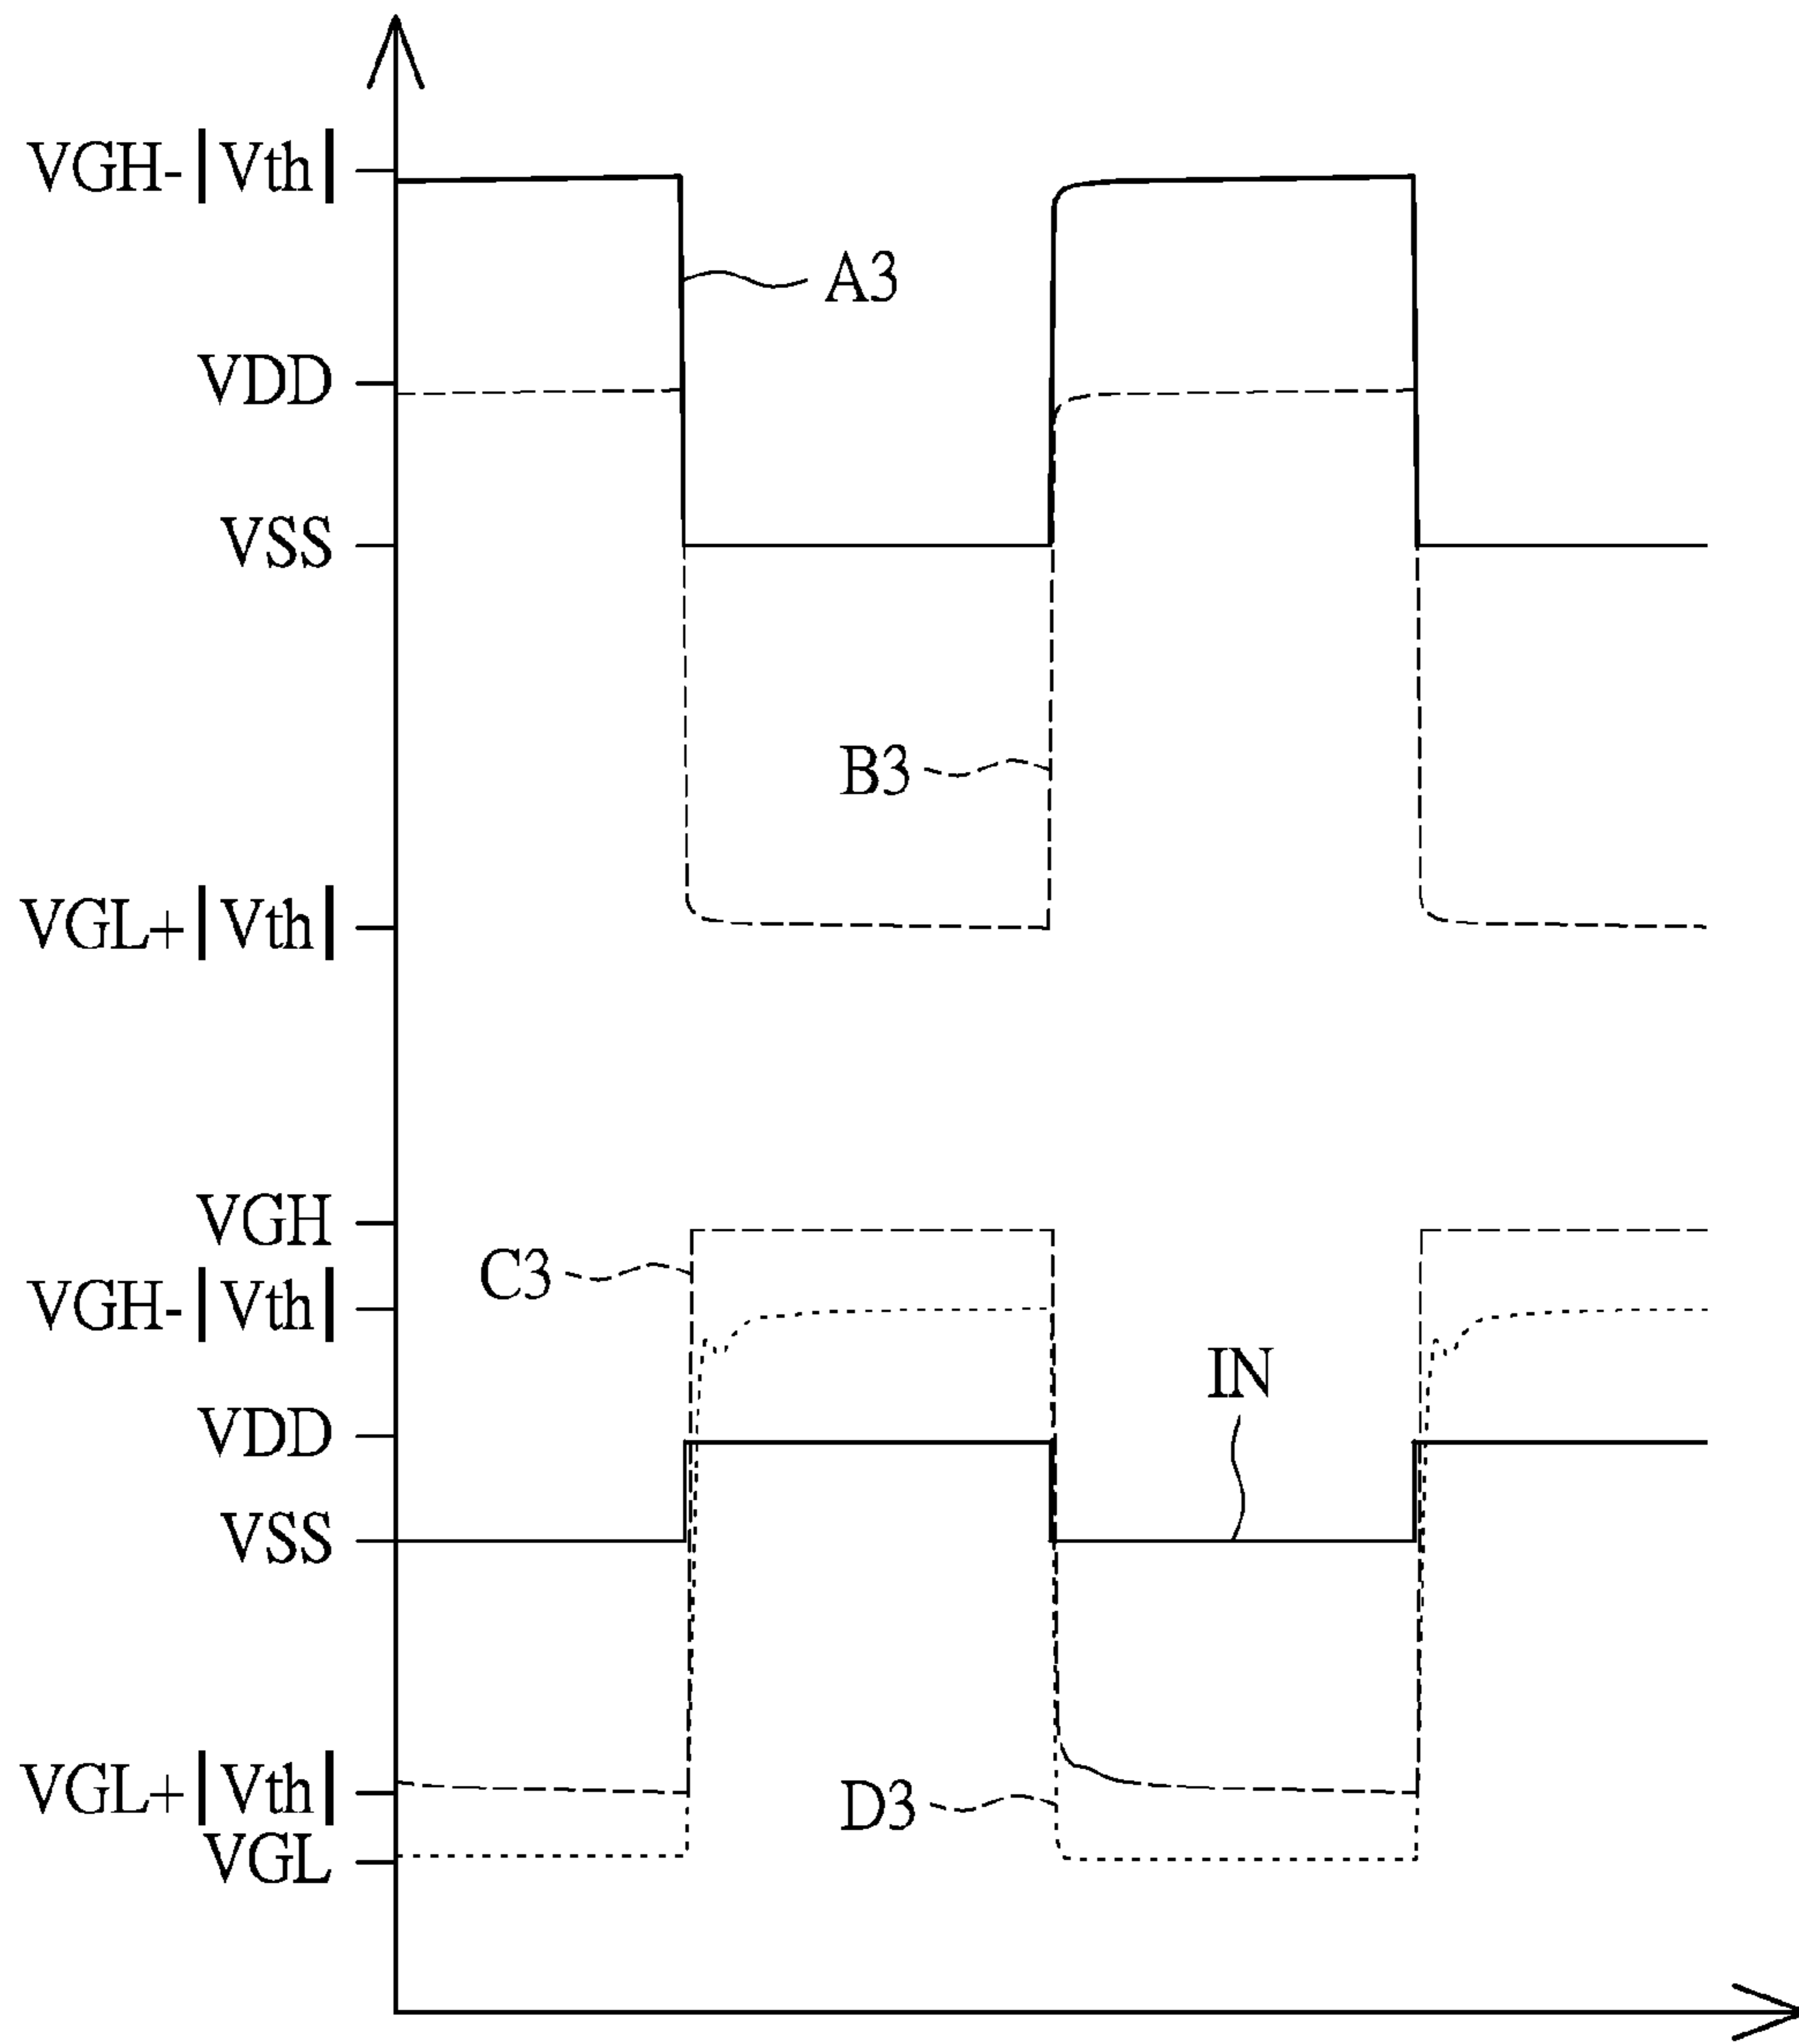 VGH-|Vth|
A3
VDD
VSS
B3
VGL+|Vth|
VGH
C3
VGH-|Vth|
IN
VDD
VSS
VGL+|Vth|
D3
VGL